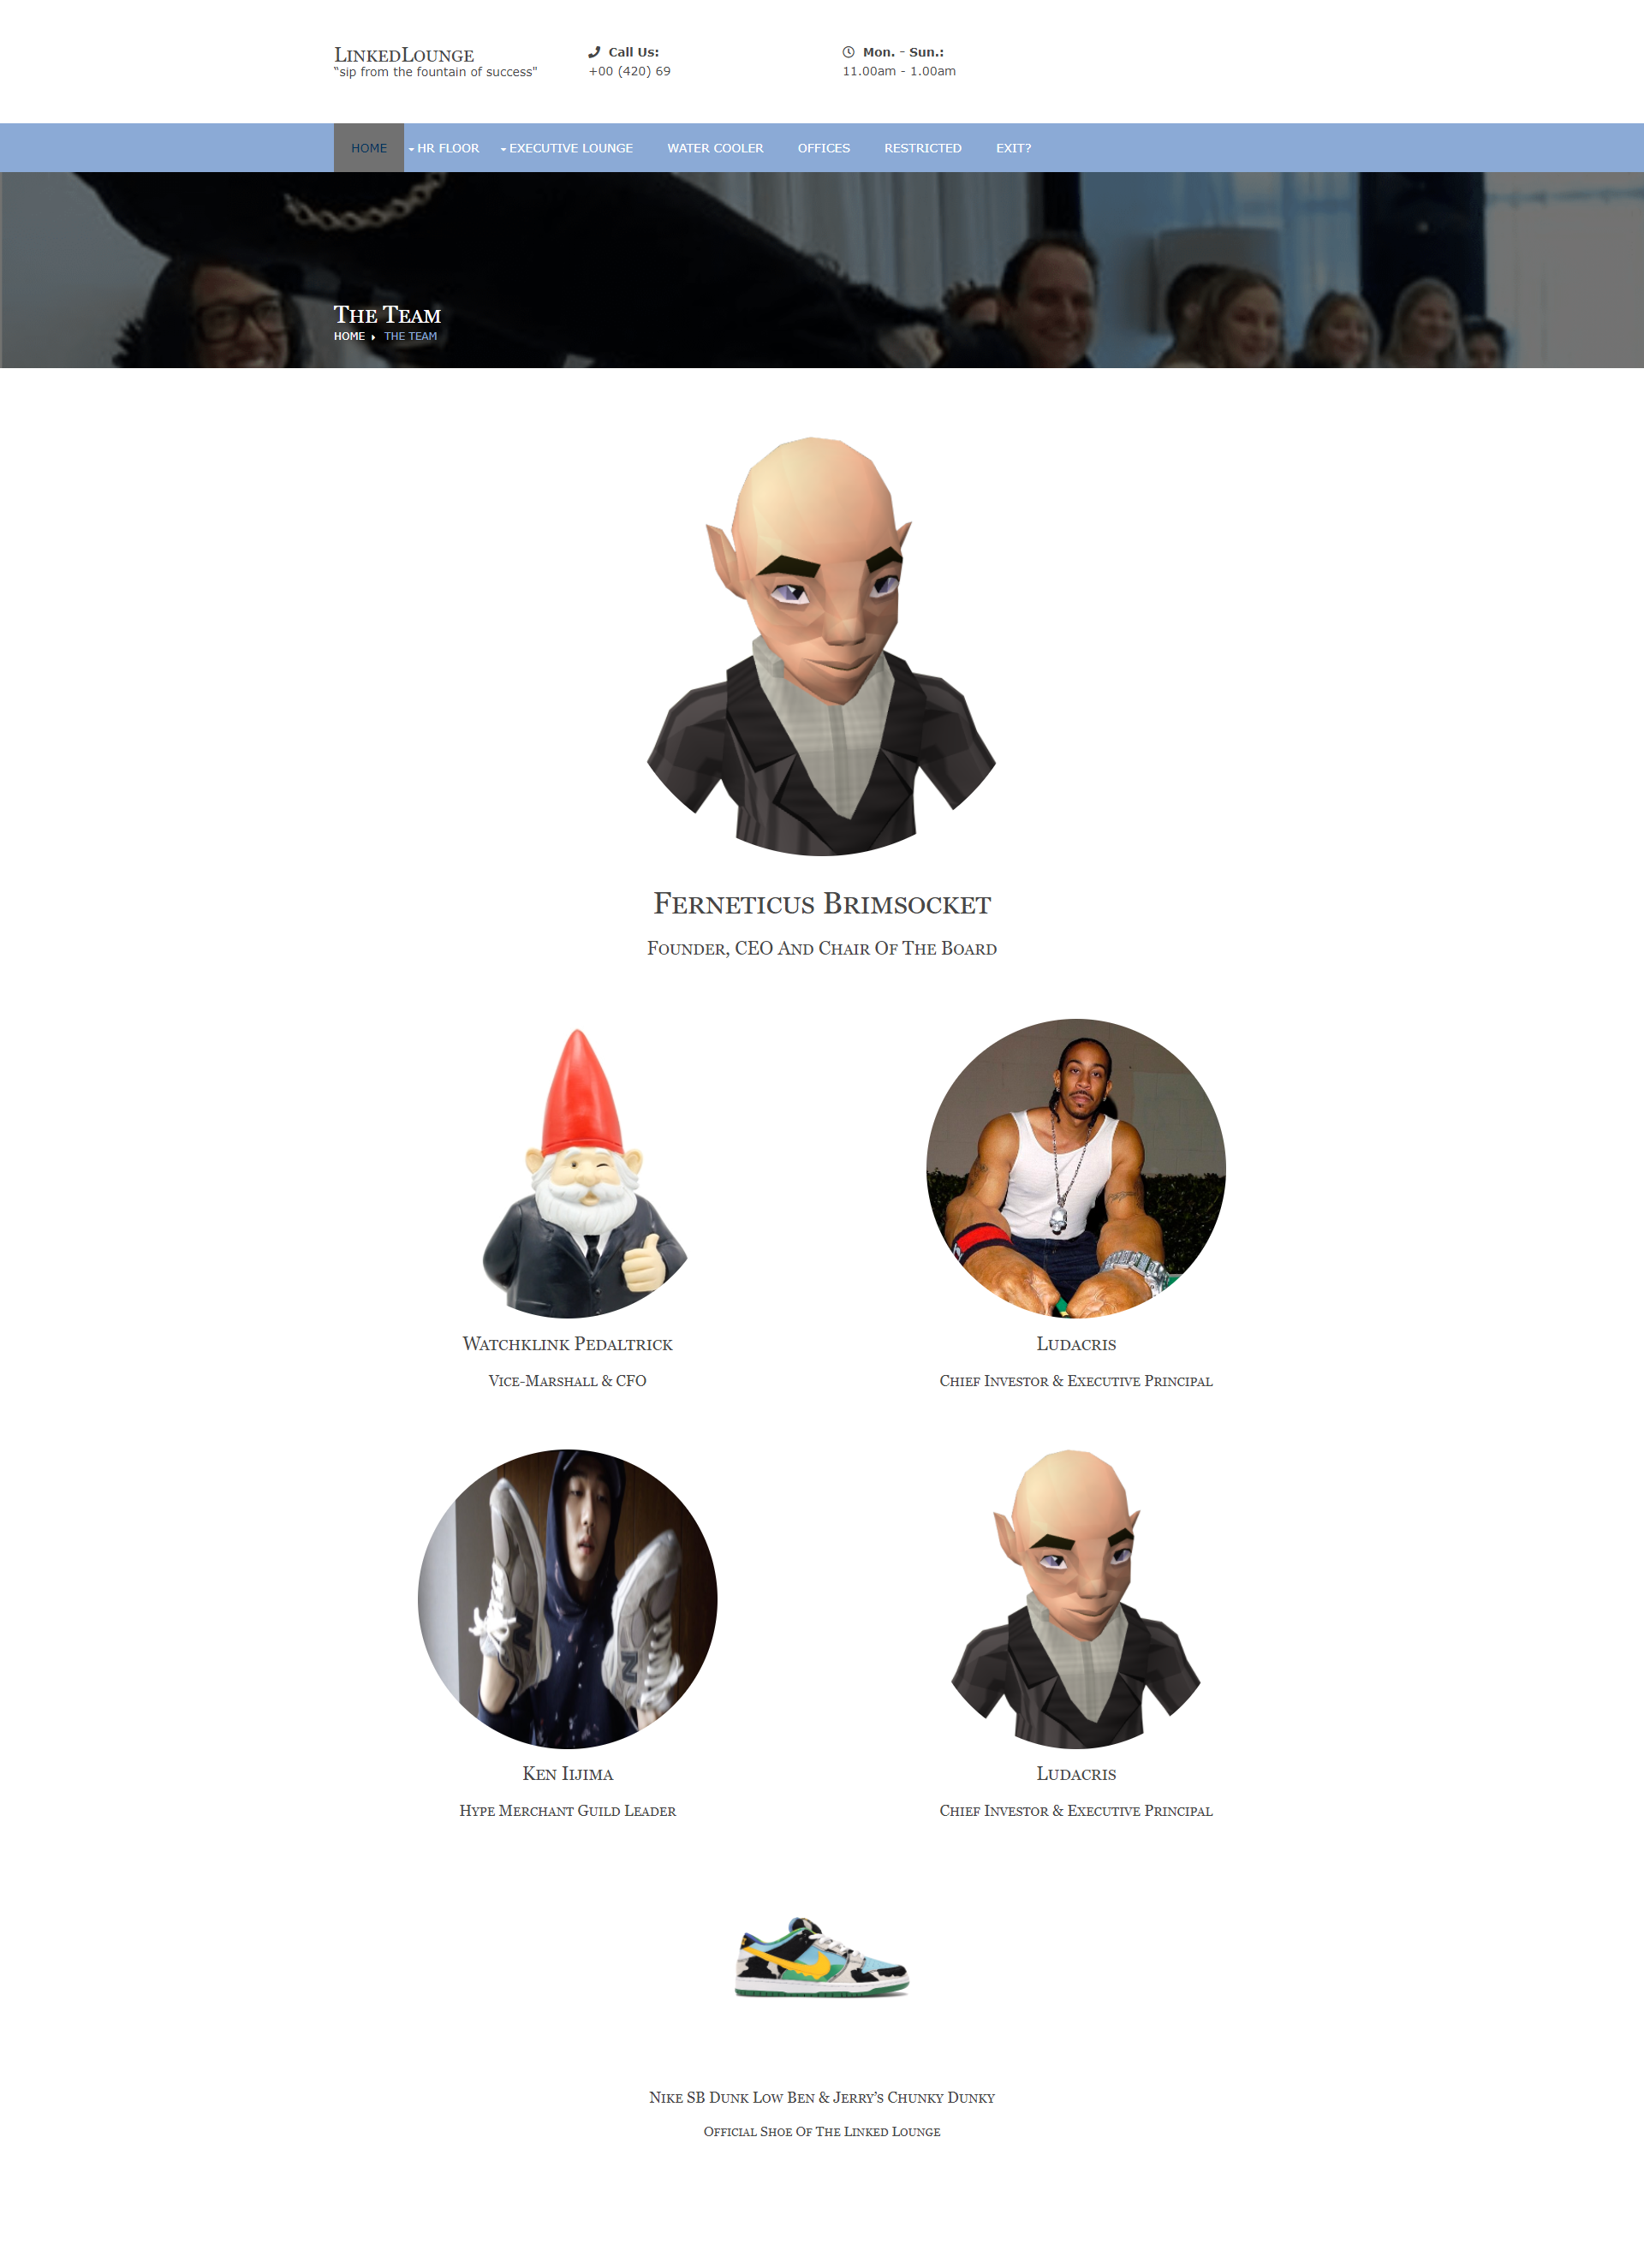 LinkedLounge
"sip from the fountain of success"
Call Us:
+00 (420) 69
Mon. - Sun.:
11.00am - 1.00am
HOME
HR FLOOR
EXECUTIVE LOUNGE
WATER COOLER
OFFICES
RESTRICTED
EXIT?
The Team
HOME
THE TEAM
Ferneticus Brimsocket
Founder, CEO And Chair Of The Board
Watchklink Pedaltrick
Vice-Marshall & CFO
Ludacris
Chief Investor & Executive Principal
Ken Iijima
Hype Merchant Guild Leader
Ludacris
Chief Investor & Executive Principal
Nike SB Dunk Low Ben & Jerry's Chunky Dunky
Official Shoe Of The Linked Lounge